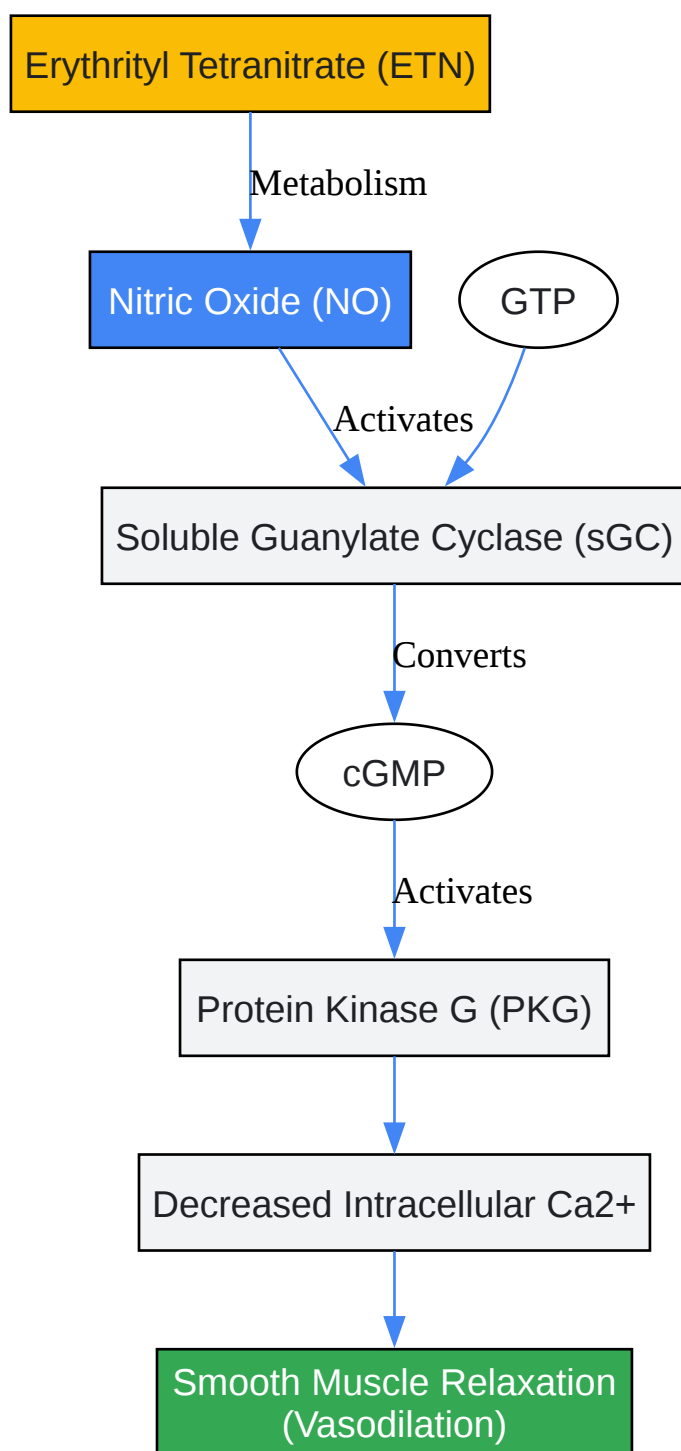 Erythrityl Tetranitrate (ETN)
Metabolism
Nitric Oxide (NO)
GTP
Activates
Soluble Guanylate Cyclase (sGC)
Converts
cGMP
Activates
Protein Kinase G (PKG)
Decreased Intracellular Ca2+
Smooth Muscle Relaxation
(Vasodilation)